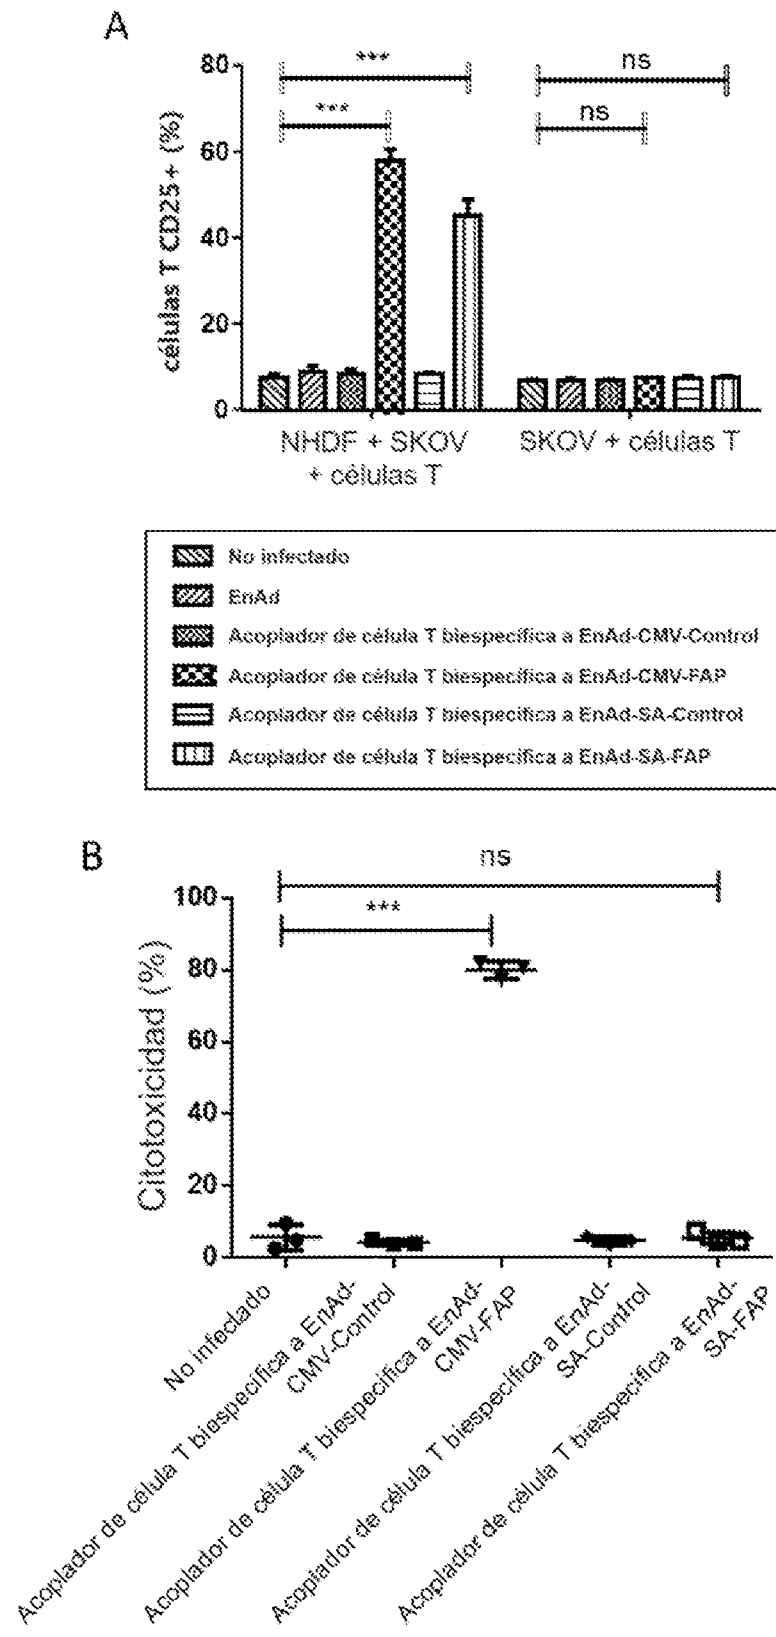 A
células T CD25+ (%)
80
60
40
20
0
***
***
ns
ns
NHDF + SKOV
+ células T
SKOV + células T
No infectado
EnAd
Acoplador de célula T biespecífica a EnAd-CMV-Control
Acoplador de célula T biespecífica a EnAd-CMV-FAP
Acoplador de célula T biespecífica a EnAd-SA-Control
Acoplador de célula T biespecífica a EnAd-SA-FAP
B
Citotoxicidad (%)
100
80
60
40
20
0
ns
***
No infectado
Acoplador de célula T biespecífica a EnAd-
CMV-Control
Acoplador de célula T biespecífica a EnAd-
CMV-FAP
Acoplador de célula T biespecífica a EnAd-
SA-Control
Acoplador de célula T biespecífica a EnAd-
SA-FAP